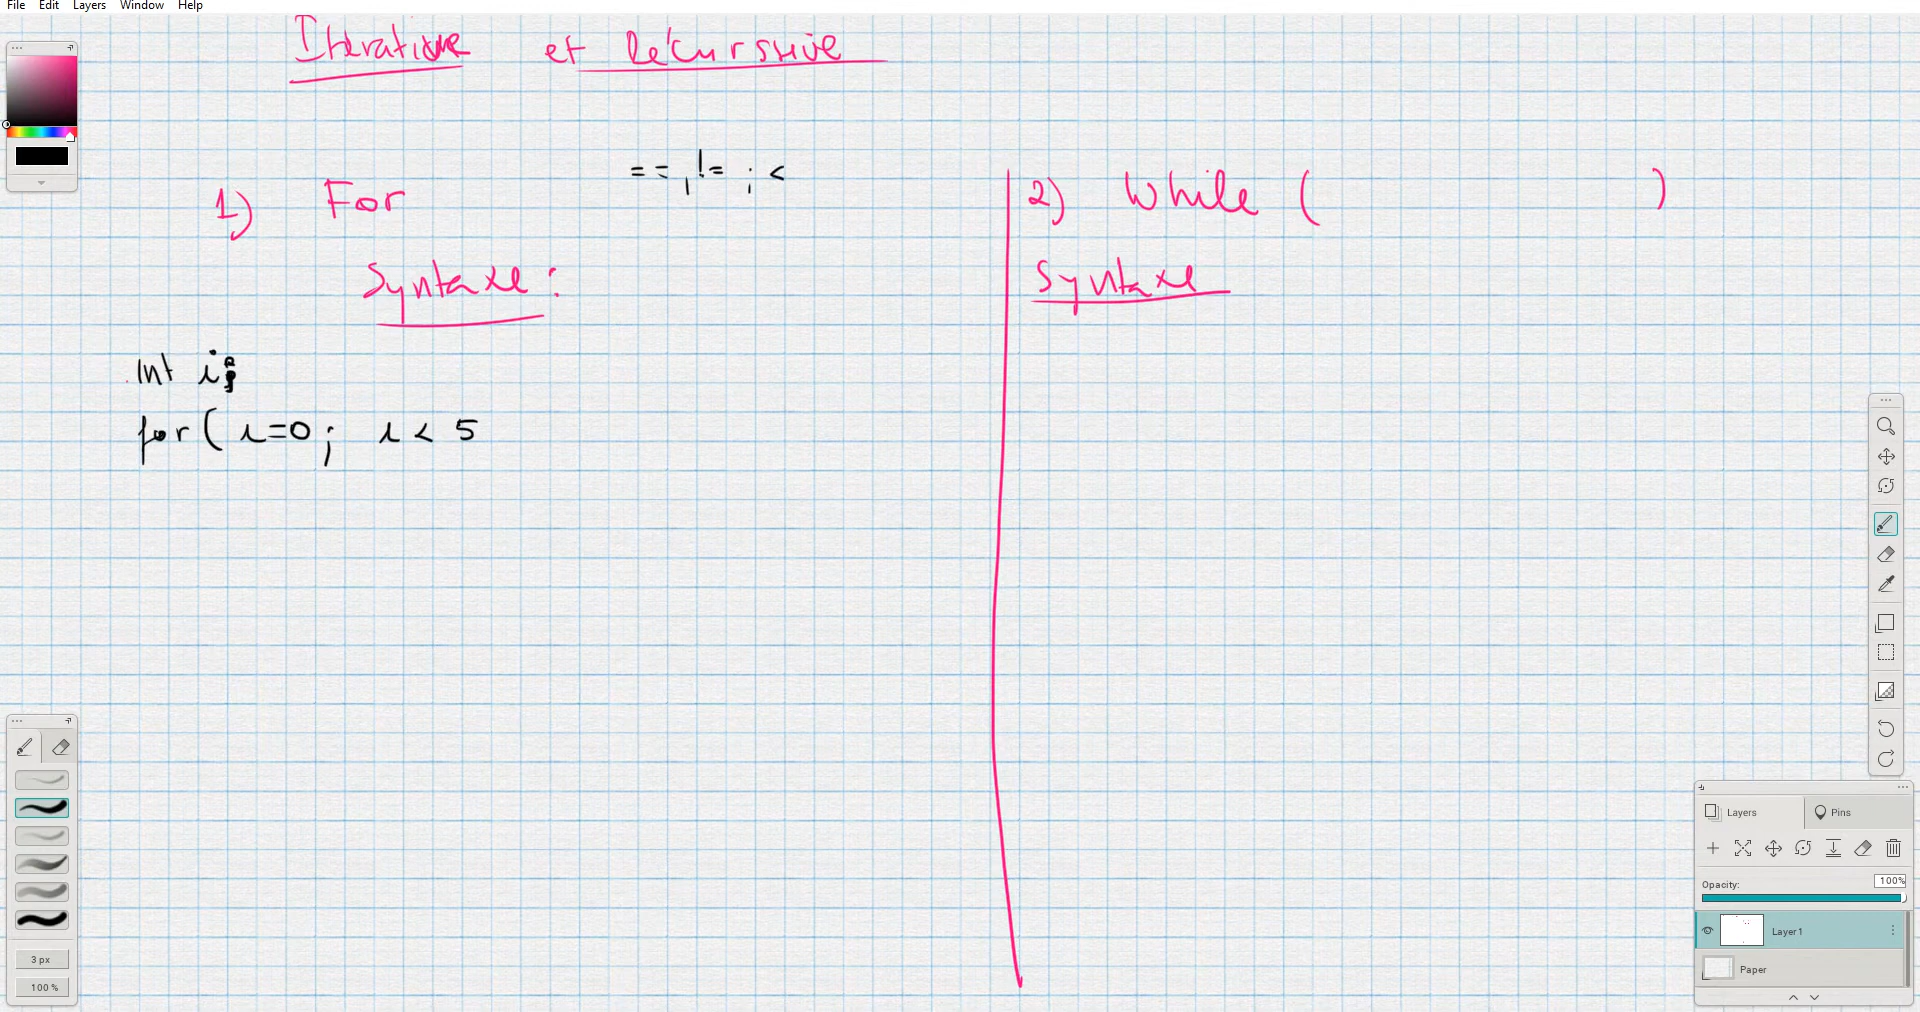 File Edit Layers Window Help
Iterative et Récursive
1) For
== , != ; <
Syntaxe :
Int i;
for ( i=0 ; i < 5
2) While ( )
Syntaxe
3 px
100 %
Layers Pins
Opacity: 100%
Layer 1
Paper